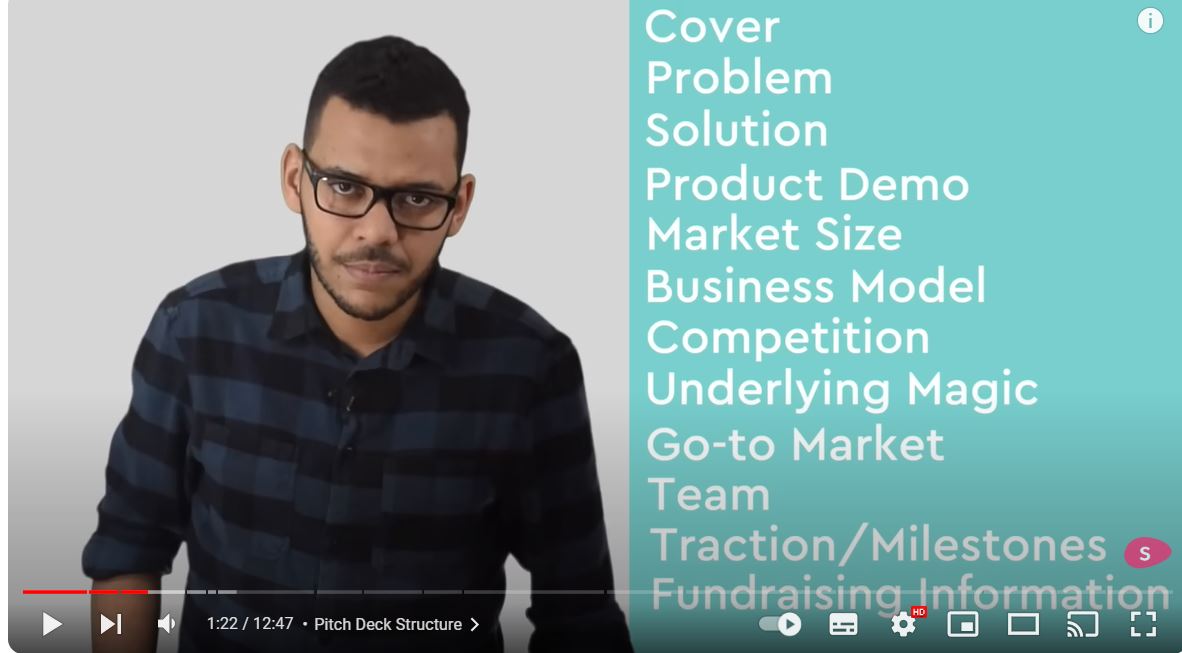 Cover
Problem
Solution
Product Demo
Market Size
Business Model
Competition
Underlying Magic
Go-to Market
Team
Traction/Milestones
S
Fundraising Information
HD
1:22 / 12:47 • Pitch Deck Structure